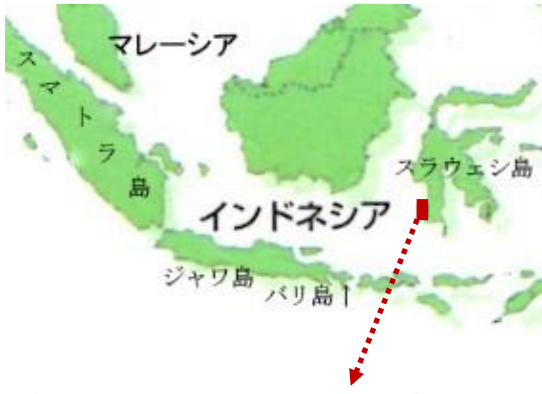 マレーシア
スマトラ島
スラウェシ島
インドネシア
ジャワ島
バリ島↑